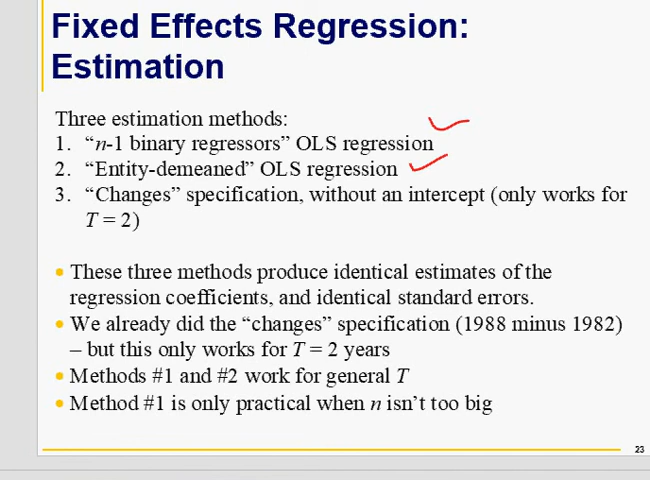 Fixed Effects Regression:
Estimation
Three estimation methods:
1. “n-1 binary regressors” OLS regression
2. “Entity-demeaned” OLS regression
3. “Changes” specification, without an intercept (only works for
T = 2)
• These three methods produce identical estimates of the
regression coefficients, and identical standard errors.
• We already did the “changes” specification (1988 minus 1982)
– but this only works for T = 2 years
• Methods #1 and #2 work for general T
• Method #1 is only practical when n isn’t too big
23